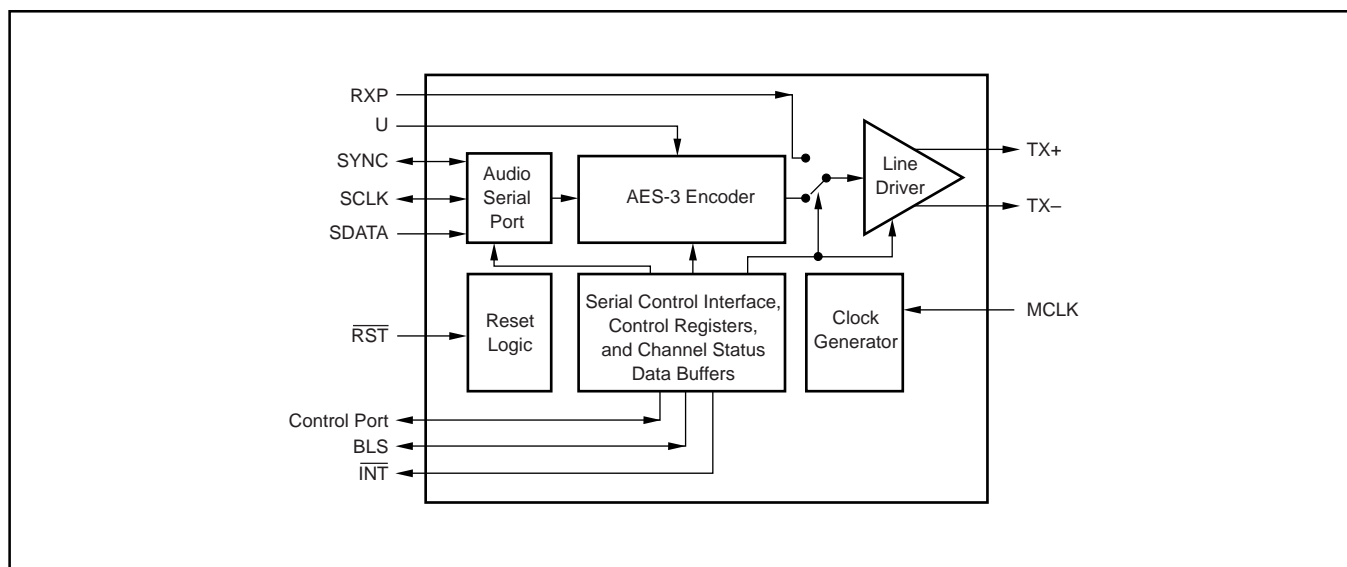 RXP
U
SYNC
SCLK
SDATA
Audio
Serial
Port
AES-3 Encoder
Line
Driver
TX+
TX–
RST
Reset
Logic
Serial Control Interface,
Control Registers,
and Channel Status
Data Buffers
Clock
Generator
MCLK
Control Port
BLS
INT